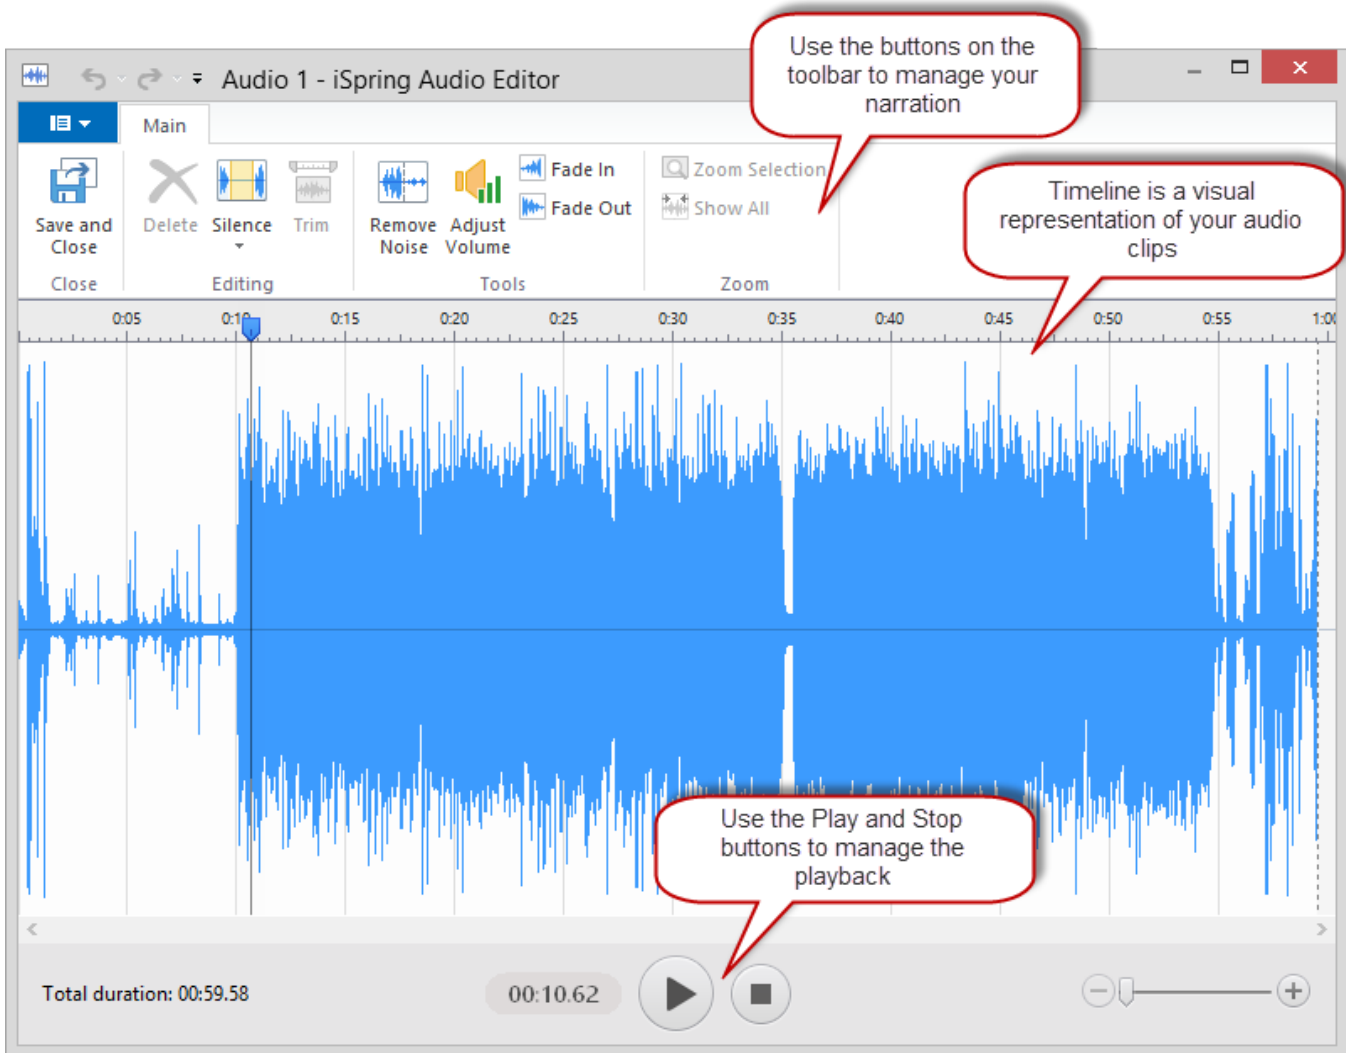 Use the buttons on the
toolbar to manage your
narration
Audio 1 - iSpring Audio Editor
Main
Timeline is a visual
representation of your audio
clips
Save and
Close
Delete
Silence
Trim
Remove
Noise
Adjust
Volume
Fade In
Fade Out
Zoom Selection
Show All
Close
Editing
Tools
Zoom
0:05 0:10 0:15 0:20 0:25 0:30 0:35 0:40 0:45 0:50 0:55 1:00
Use the Play and Stop
buttons to manage the
playback
Total duration: 00:59.58
00:10.62